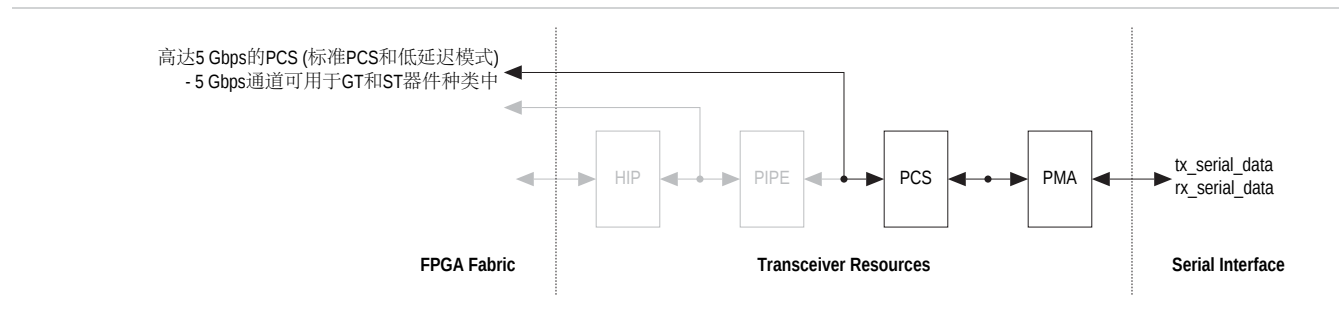 高达5 Gbps的PCS (标准PCS和低延迟模式)
- 5 Gbps通道可用于GT和ST器件种类中
HIP
PIPE
PCS
PMA
tx_serial_data
rx_serial_data
FPGA Fabric
Transceiver Resources
Serial Interface